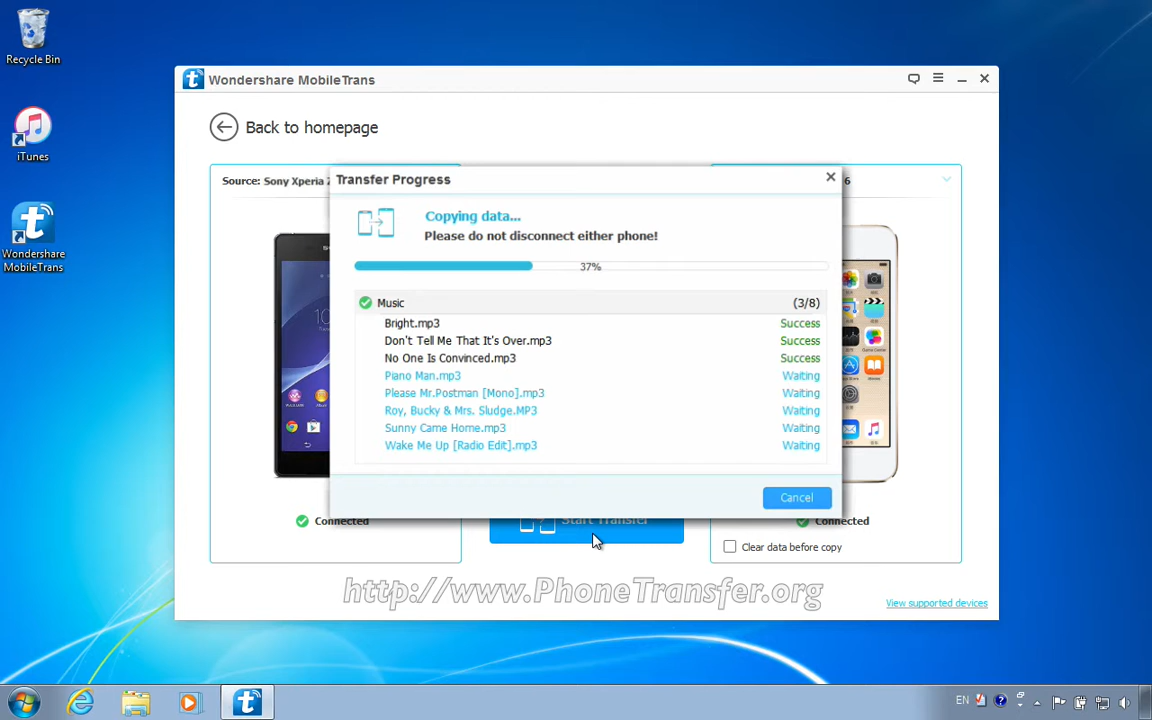 Recycle Bin
iTunes
Wondershare
MobileTrans
Wondershare MobileTrans
Back to homepage
Source: Sony Xperia Z
6
Transfer Progress
Copying data...
Please do not disconnect either phone!
37%
Music (3/8)
Bright.mp3 Success
Don't Tell Me That It's Over.mp3 Success
No One Is Convinced.mp3 Success
Piano Man.mp3 Waiting
Please Mr.Postman [Mono].mp3 Waiting
Roy, Bucky & Mrs. Sludge.MP3 Waiting
Sunny Came Home.mp3 Waiting
Wake Me Up [Radio Edit].mp3 Waiting
Cancel
Connected
Start Transfer
Connected
Clear data before copy
http://www.PhoneTransfer.org
View supported devices
EN